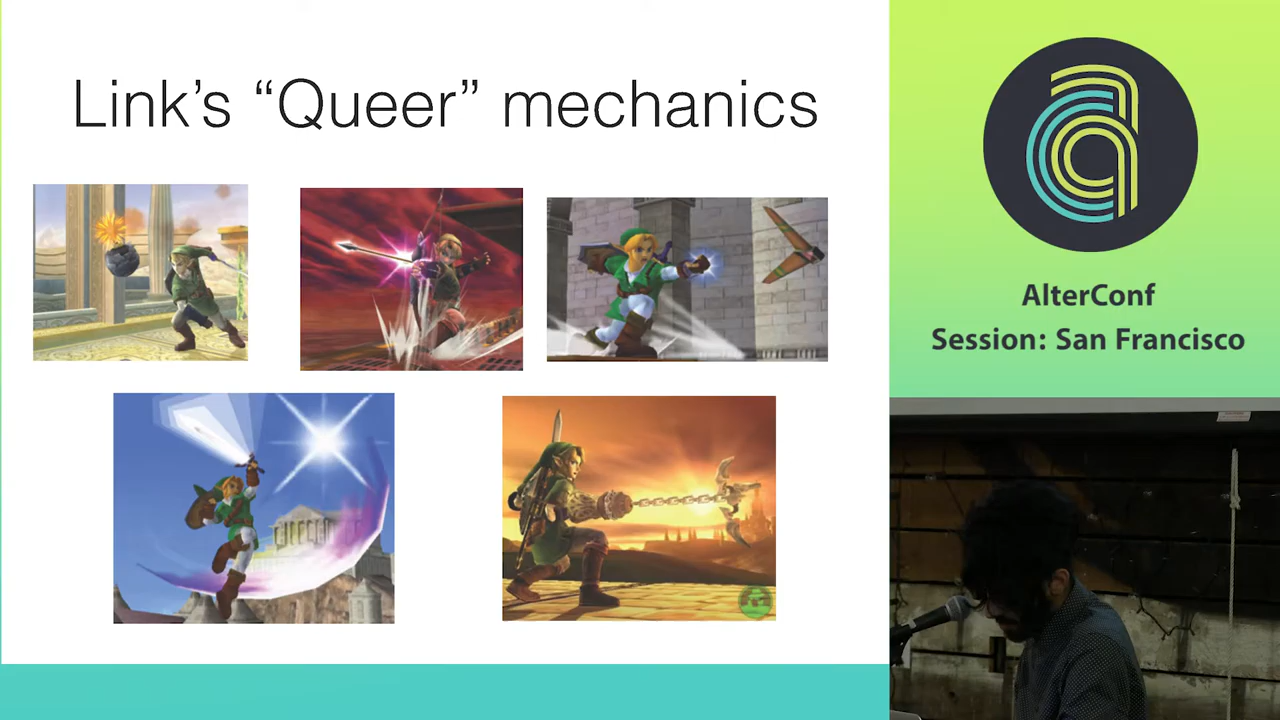 Link's “Queer” mechanics
AlterConf
Session: San Francisco